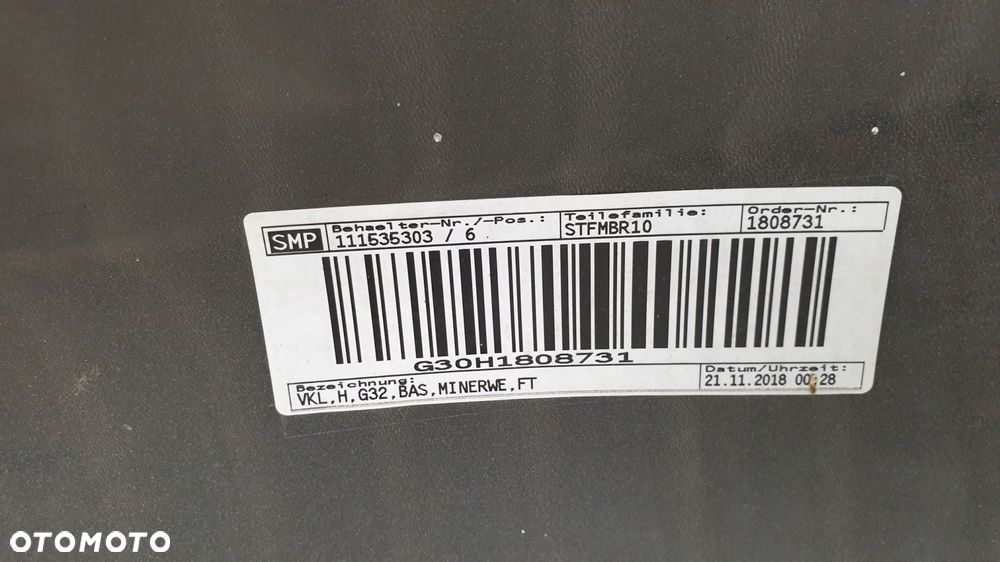 SMP
Behaelter-Nr./-Pos.:
111535303 / 6
Teilefamilie:
STFMBR10
Order-Nr.:
1808731
G30H1808731
Bezeichnung:
VKL,H,G32,BAS,MINERWE,FT
Datum/Uhrzeit:
21.11.2018 00:28
OTOMOTO